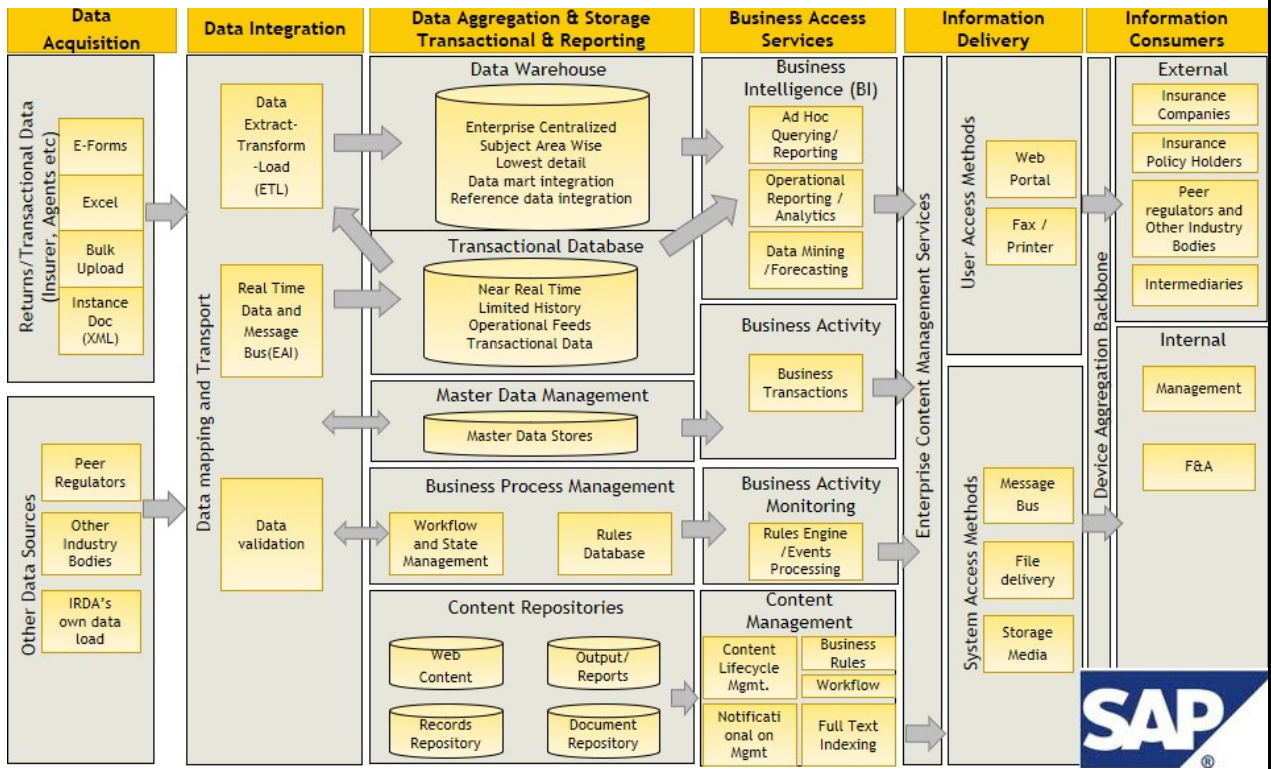 Data
Acquisition
Data Integration
Data Aggregation & Storage
Transactional & Reporting
Business Access
Services
Information
Delivery
Information
Consumers
Returns/Transactional Data
(Insurer, Agents etc)
E-Forms
Excel
Bulk
Upload
Instance
Doc
(XML)
Other Data Sources
Peer
Regulators
Other
Industry
Bodies
IRDA's
own data
load
Data mapping and Transport
Data
Extract-
Transform
-Load
(ETL)
Real Time
Data and
Message
Bus(EAI)
Data
validation
Data Warehouse
Enterprise Centralized
Subject Area Wise
Lowest detail
Data mart integration
Reference data integration
Transactional Database
Near Real Time
Limited History
Operational Feeds
Transactional Data
Master Data Management
Master Data Stores
Business Process Management
Workflow
and State
Management
Rules
Database
Content Repositories
Web
Content
Output/
Reports
Records
Repository
Document
Repository
Business
Intelligence (BI)
Ad Hoc
Querying/
Reporting
Operational
Reporting /
Analytics
Data Mining
/Forecasting
Business Activity
Business
Transactions
Business Activity
Monitoring
Rules Engine
/Events
Processing
Content
Management
Content
Lifecycle
Mgmt.
Business
Rules
Workflow
Notificati
onal on
Mgmt
Full Text
Indexing
Enterprise Content Management Services
User Access Methods
Web
Portal
Fax /
Printer
System Access Methods
Message
Bus
File
delivery
Storage
Media
Device Aggregation Backbone
External
Insurance
Companies
Insurance
Policy Holders
Peer
regulators and
Other Industry
Bodies
Intermediaries
Internal
Management
F&A
SAP
®